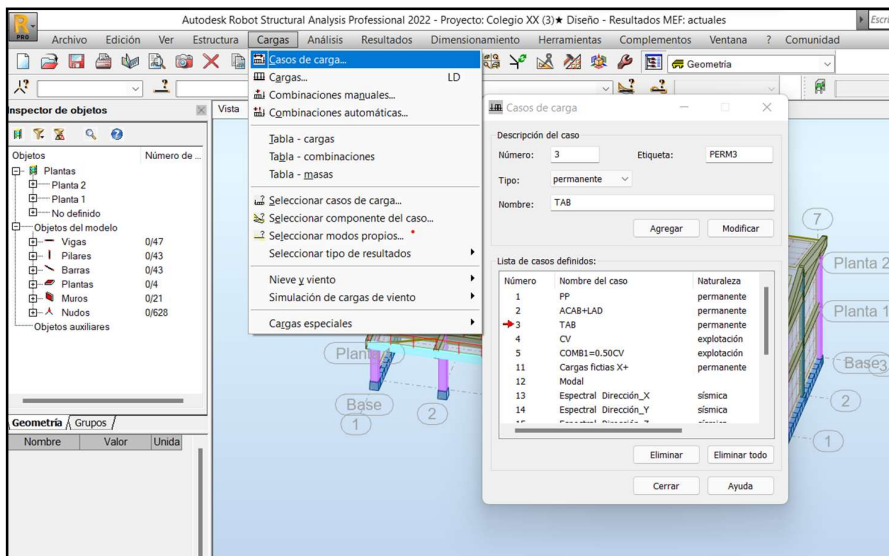 Autodesk Robot Structural Analysis Professional 2022 - Proyecto: Colegio XX (3)★ Diseño - Resultados MEF: actuales
PRO
Archivo Edición Ver Estructura Cargas Análisis Resultados Dimensionamiento Herramientas Complementos Ventana ? Comunidad
Geometría
Inspector de objetos
Vista
Objetos Número de ...
Plantas
Planta 2
Planta 1
No definido
Objetos del modelo
Vigas 0/47
Pilares 0/43
Barras 0/43
Plantas 0/4
Muros 0/21
Nudos 0/628
Objetos auxiliares
Geometría Grupos
Nombre Valor Unida
Casos de carga...
Cargas... LD
Combinaciones manuales...
Combinaciones automáticas...
Tabla - cargas
Tabla - combinaciones
Tabla - masas
Seleccionar casos de carga...
Seleccionar componente del caso...
Seleccionar modos propios...
Seleccionar tipo de resultados
Nieve y viento
Simulación de cargas de viento
Cargas especiales
Casos de carga
Descripción del caso
Número: 3 Etiqueta: PERM3
Tipo: permanente
Nombre: TAB
Agregar Modificar
Lista de casos definidos:
Número Nombre del caso Naturaleza
1 PP permanente
2 ACAB+LAD permanente
3 TAB permanente
4 CV explotación
5 COMB1=0.50CV explotación
11 Cargas fictias X+ permanente
12 Modal
13 Espectral Dirección_X sísmica
14 Espectral Dirección_Y sísmica
Eliminar Eliminar todo
Cerrar Ayuda
7
Planta 2
Planta 1
Base
3
2
1
Base
1
2